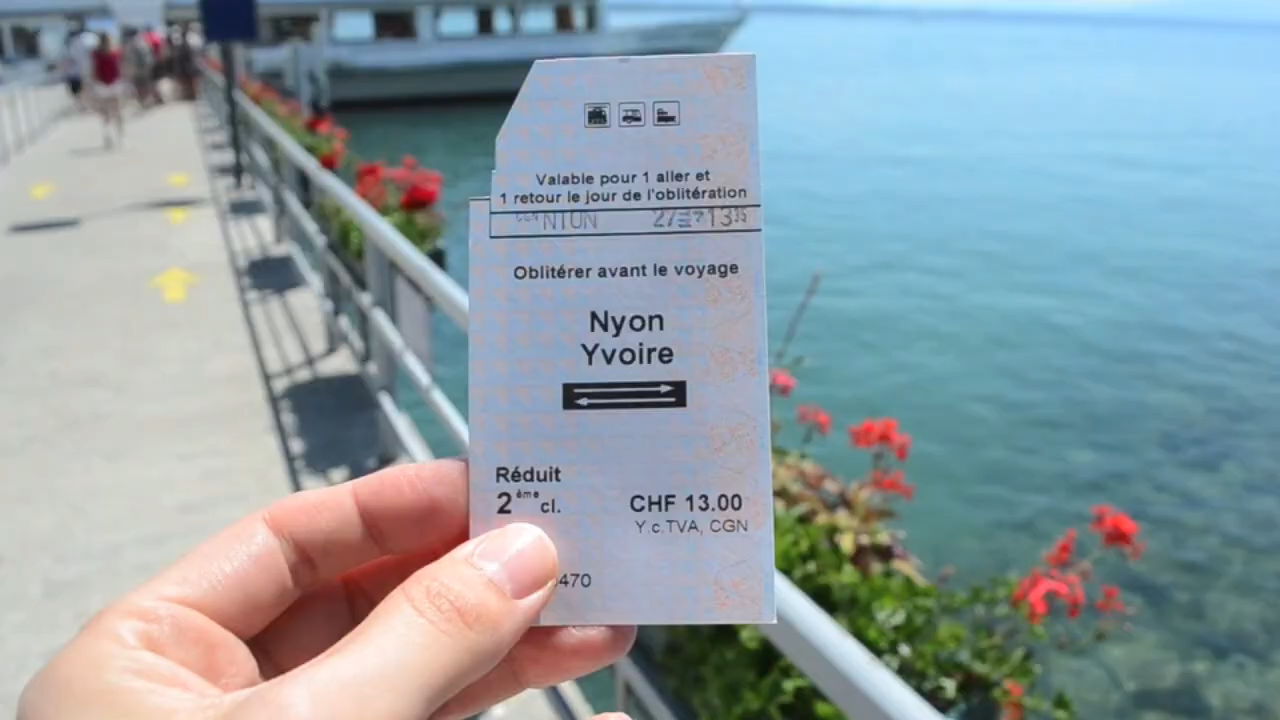 Valable pour 1 aller et
1 retour le jour de l'oblitération
Oblitérer avant le voyage
Nyon
Yvoire
Réduit
2ème cl. CHF 13.00
Y.c.TVA, CGN
470